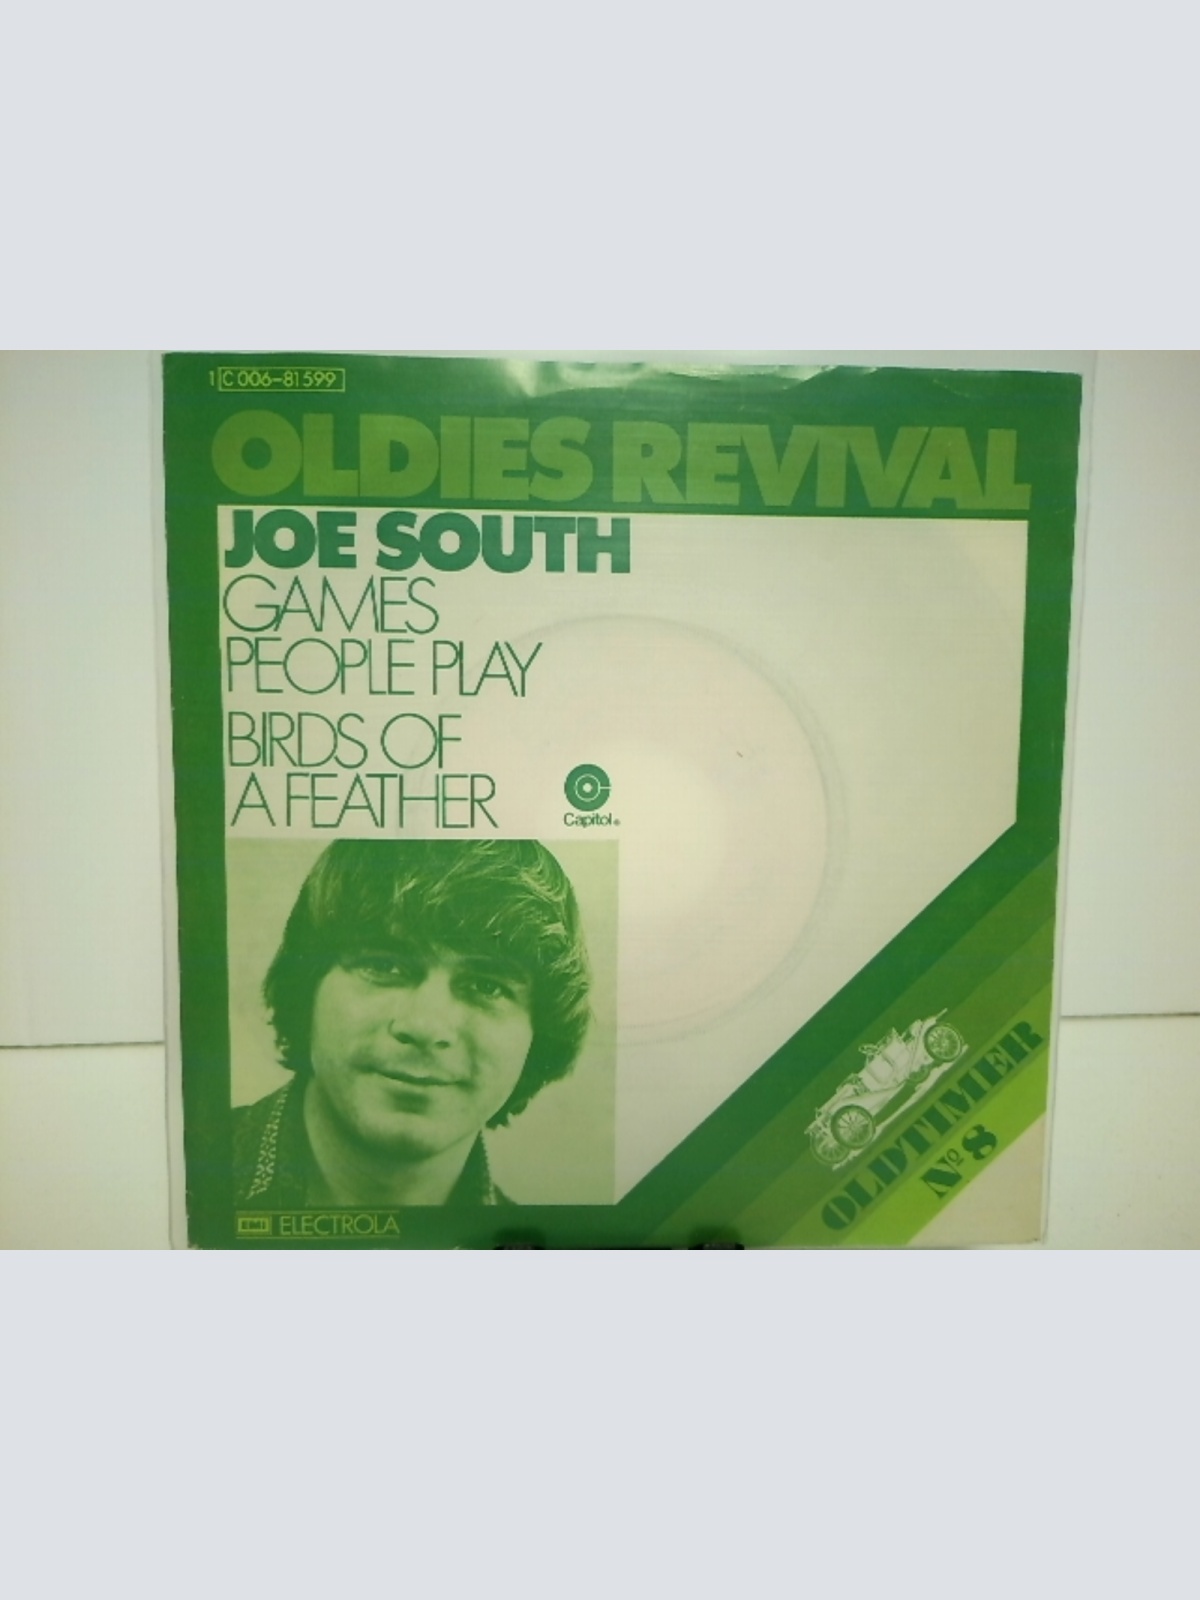 1 C 006-81 599
OLDIES REVIVAL
JOE SOUTH
GAMES
PEOPLE PLAY
BIRDS OF
A FEATHER
Capitol®
OLDTIMER
Nº 8
EMI ELECTROLA